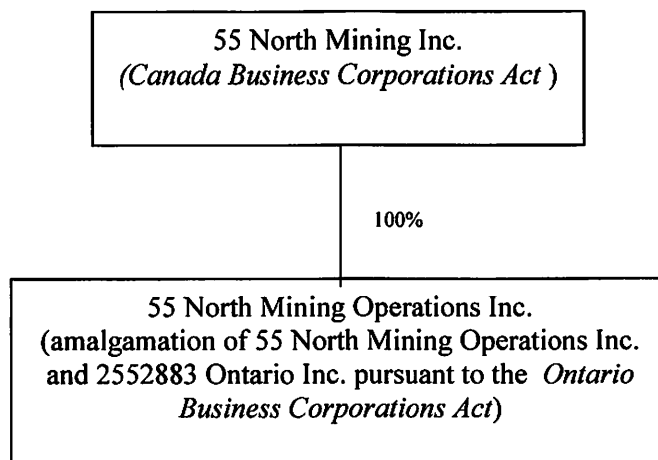 55 North Mining Inc.
(Canada Business Corporations Act )
100%
55 North Mining Operations Inc.
(amalgamation of 55 North Mining Operations Inc.
and 2552883 Ontario Inc. pursuant to the Ontario
Business Corporations Act)